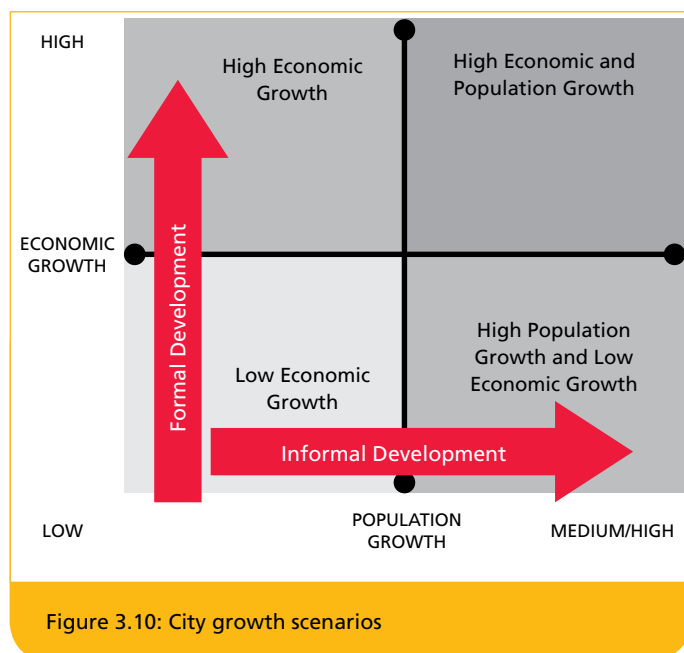 HIGH
High Economic
Growth
High Economic and
Population Growth
ECONOMIC
GROWTH
Formal Development
Low Economic
Growth
High Population
Growth and Low
Economic Growth
Informal Development
LOW
POPULATION
GROWTH
MEDIUM/HIGH
Figure 3.10: City growth scenarios